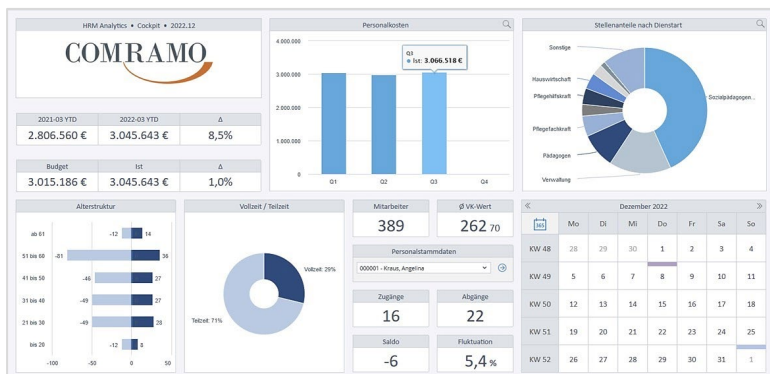 HRM Analytics • Cockpit • 2022.12
COMRAMO
2021-03 YTD 2022-03 YTD Δ
2.806.560 € 3.045.643 € 8,5%
Budget Ist Δ
3.015.186 € 3.045.643 € 1,0%
Personalkosten
4.000.000
3.000.000
2.000.000
1.000.000
0
Q3
Ist: 3.066.518 €
Q1 Q2 Q3 Q4
Stellenanteile nach Dienstart
Sonstige
Hauswirtschaft
Pflegehilfskraft
Pflegefachkraft
Pädagogen
Verwaltung
Sozialpädagogen...
Alterstruktur
ab 61 -12 14
51 bis 60 -81 36
41 bis 50 -46 27
31 bis 40 -49 27
21 bis 30 -49 28
bis 20 -12 8
-100 -50 0 50
Vollzeit / Teilzeit
Vollzeit: 29%
Teilzeit: 71%
Mitarbeiter
389
Ø VK-Wert
262 70
Personalstammdaten
000001 - Kraus, Angelina
Zugänge
16
Abgänge
22
Saldo
-6
Fluktuation
5,4 %
Dezember 2022
365 Mo Di Mi Do Fr Sa So
KW 48 28 29 30 1 2 3 4
KW 49 5 6 7 8 9 10 11
KW 50 12 13 14 15 16 17 18
KW 51 19 20 21 22 23 24 25
KW 52 26 27 28 29 30 31 1